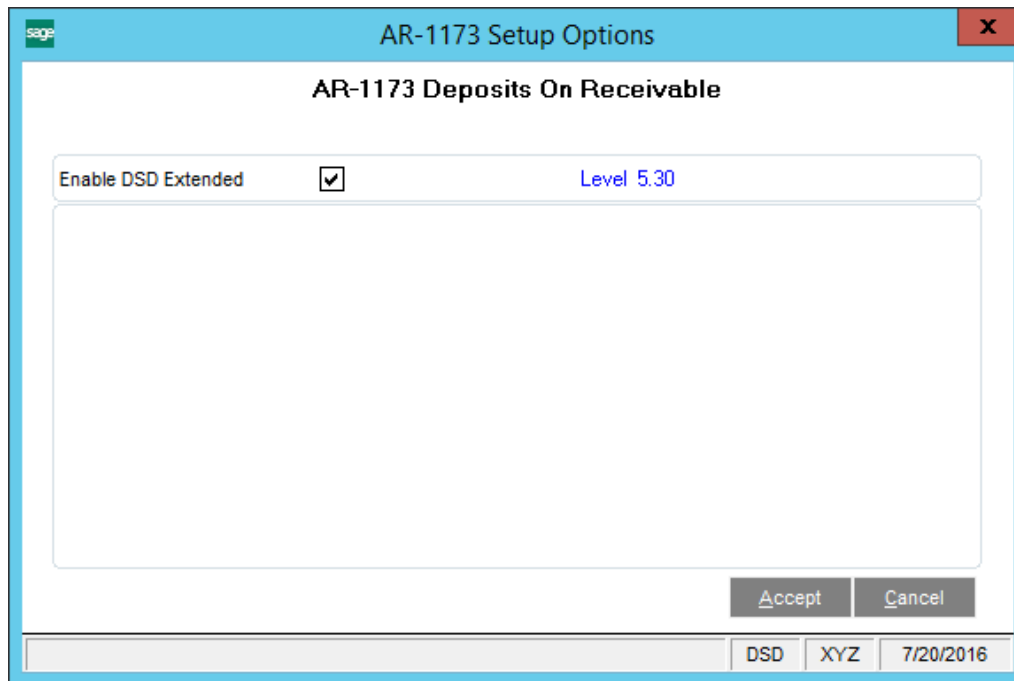 sage
AR-1173 Setup Options
x
AR-1173 Deposits On Receivable
Enable DSD Extended
Level 5.30
Accept
Cancel
DSD
XYZ
7/20/2016